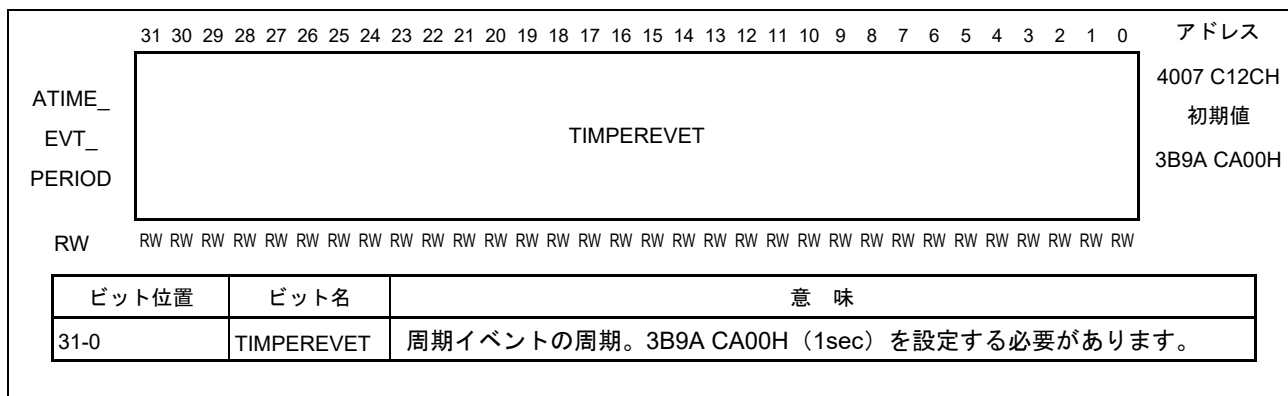 31 30 29 28 27 26 25 24 23 22 21 20 19 18 17 16 15 14 13 12 11 10 9 8 7 6 5 4 3 2 1 0 アドレス
ATIME_
EVT_
PERIOD
TIMPEREVET
4007 C12CH
初期値
3B9A CA00H
RW RW RW RW RW RW RW RW RW RW RW RW RW RW RW RW RW RW RW RW RW RW RW RW RW RW RW RW RW RW RW RW RW
ビット位置 ビット名 意 味
31-0 TIMPEREVET 周期イベントの周期。3B9A CA00H（1sec）を設定する必要があります。